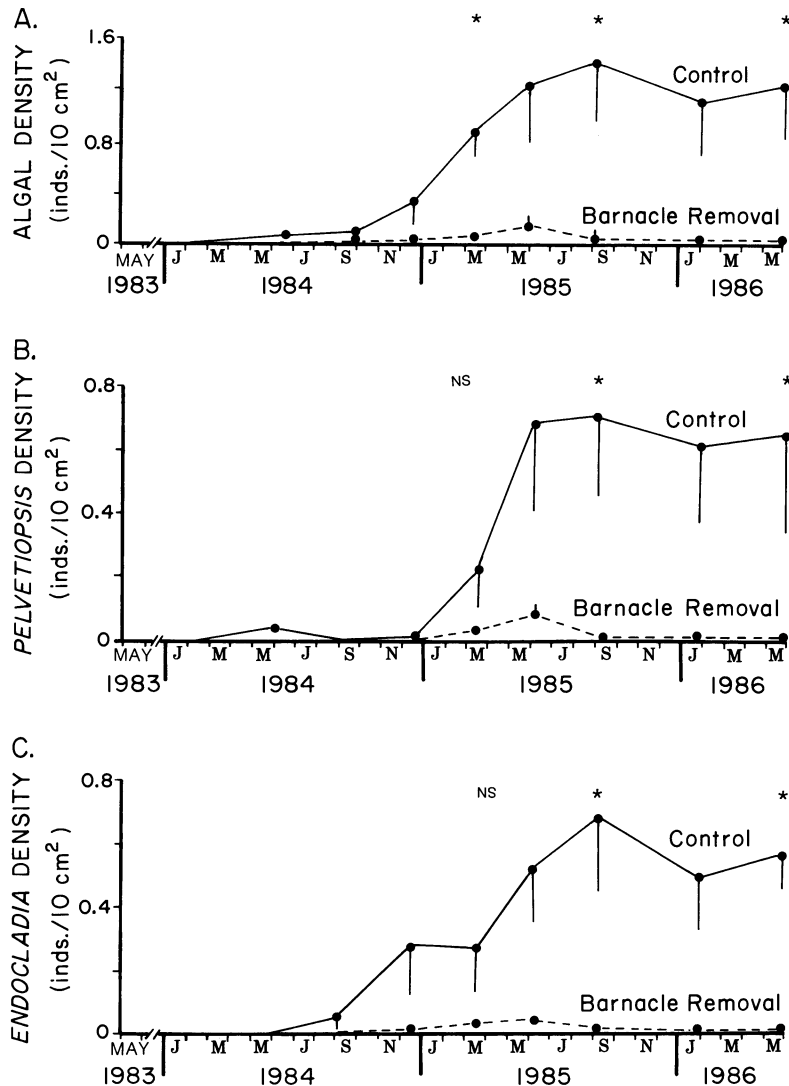 A.
* * *
ALGAL DENSITY
(inds./10 cm²)
1.6
0.8
0
Control
Barnacle Removal
MAY J M M J S N J M M J S N J M M
1983 1984 1985 1986
B.
NS * *
PELVETIOPSIS DENSITY
(inds./10 cm²)
0.8
0.4
0
Control
Barnacle Removal
MAY J M M J S N J M M J S N J M M
1983 1984 1985 1986
C.
NS * *
ENDOCLADIA DENSITY
(inds./10 cm²)
0.8
0.4
0
Control
Barnacle Removal
MAY J M M J S N J M M J S N J M M
1983 1984 1985 1986